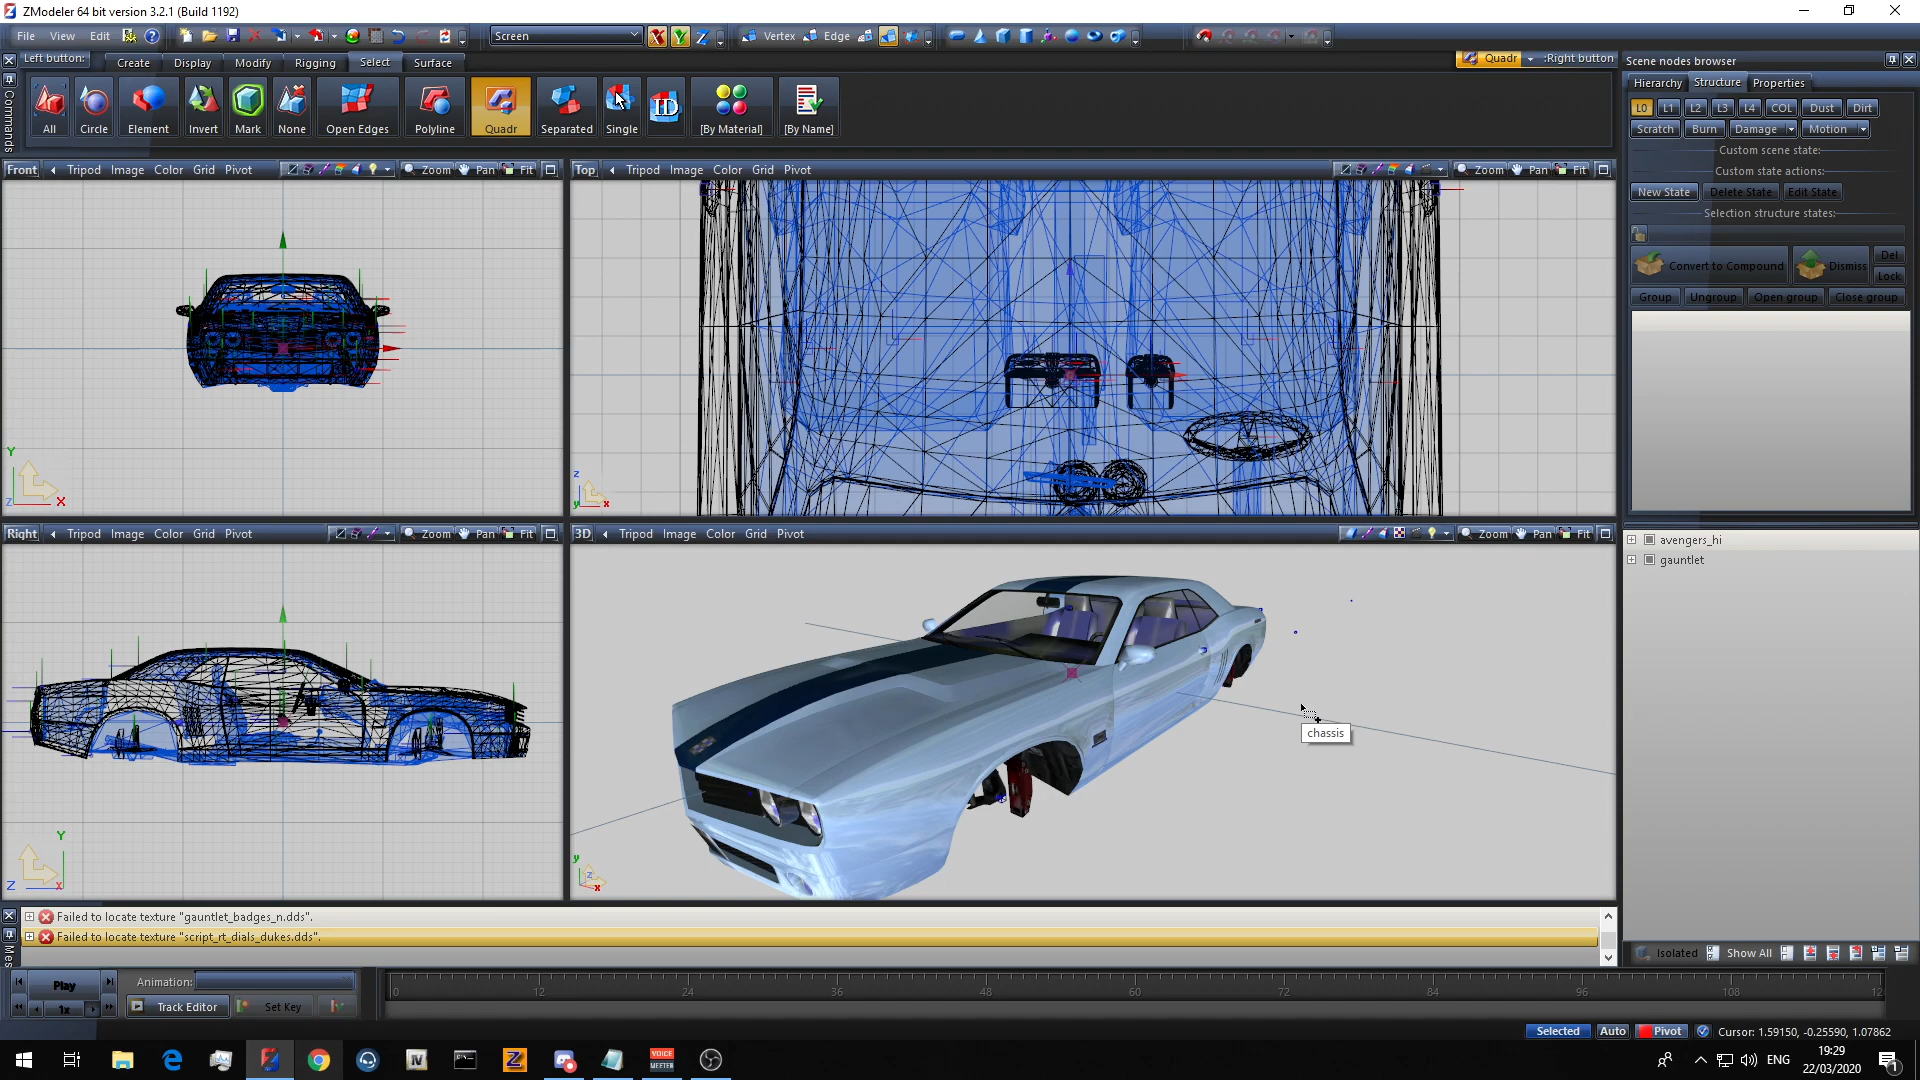 ZModeler 64 bit version 3.2.1 (Build 1192)
File View Edit Screen X Y Z Vertex Edge
Left button: Create Display Modify Rigging Select Surface Quadr :Right button
Commands
All Circle Element Invert Mark None Open Edges Polyline Quadr Separated Single ID [By Material] [By Name]
Scene nodes browser
Hierarchy Structure Properties
L0 L1 L2 L3 L4 COL Dust Dirt
Scratch Burn Damage Motion
Custom scene state:
Custom state actions:
New State Delete State Edit State
Selection structure states:
Convert to Compound Dismiss Del
Lock
Group Ungroup Open group Close group
Front Tripod Image Color Grid Pivot Zoom Pan Fit
Y
Z X
Top Tripod Image Color Grid Pivot Zoom Pan Fit
z
y x
Right Tripod Image Color Grid Pivot Zoom Pan Fit
Y
Z X
3D Tripod Image Color Grid Pivot Zoom Pan Fit
chassis
y
z
x
avengers_hi
gauntlet
Failed to locate texture "gauntlet_badges_n.dds".
Failed to locate texture "script_rt_dials_dukes.dds".
Mes
Isolated Show All
Play Animation:
1x Track Editor Set Key
0 12 24 36 48 60 72 84 96 108 12
Selected Auto Pivot Cursor: 1.59150, -0.25590, 1.07862
IV
VOICE
MEETER
ENG
19:29
22/03/2020
1